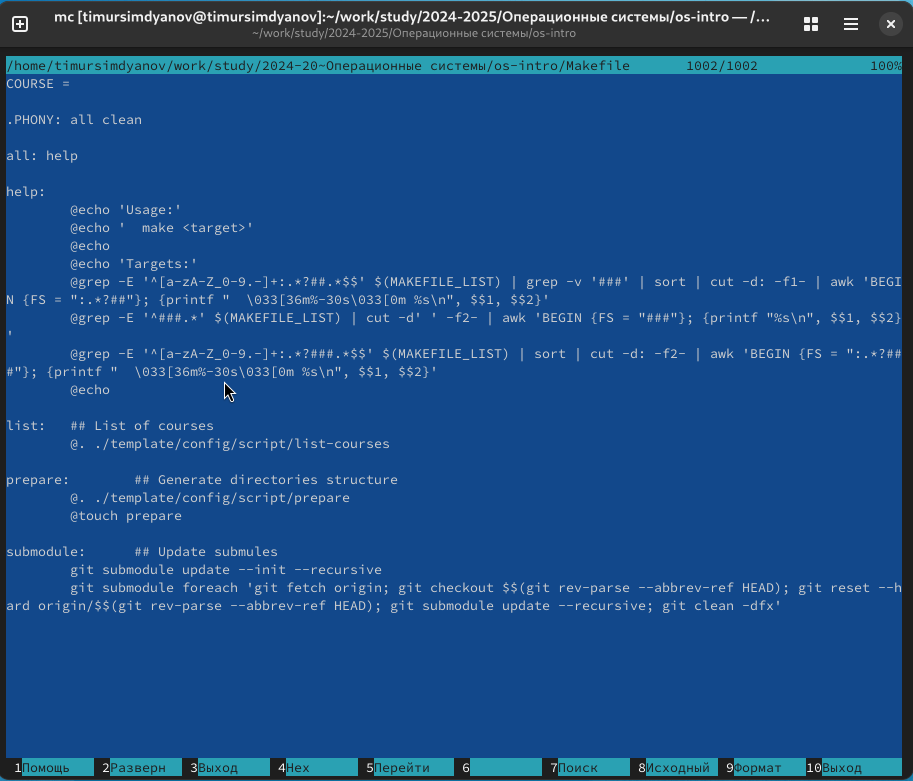 mc [timursimdyanov@timursimdyanov]:~/work/study/2024-2025/Операционные системы/os-intro — /...
~/work/study/2024-2025/Операционные системы/os-intro
/home/timursimdyanov/work/study/2024-20~Операционные системы/os-intro/Makefile       1002/1002              100%
COURSE =
.PHONY: all clean
all: help
help:
        @echo 'Usage:'
        @echo '  make <target>'
        @echo
        @echo 'Targets:'
        @grep -E '^[a-zA-Z_0-9.-]+:.*?##.*$$' $(MAKEFILE_LIST) | grep -v '###' | sort | cut -d: -f1- | awk 'BEGI
N {FS = ":.*?##"}; {printf "  \033[36m%-30s\033[0m %s\n", $$1, $$2}'
        @grep -E '^###.*' $(MAKEFILE_LIST) | cut -d' ' -f2- | awk 'BEGIN {FS = "###"}; {printf "%s\n", $$1, $$2}
'
        @grep -E '^[a-zA-Z_0-9.-]+:.*?###.*$$' $(MAKEFILE_LIST) | sort | cut -d: -f2- | awk 'BEGIN {FS = ":.*?##
#"}; {printf "  \033[36m%-30s\033[0m %s\n", $$1, $$2}'
        @echo
list:   ## List of courses
        @. ./template/config/script/list-courses
prepare:        ## Generate directories structure
        @. ./template/config/script/prepare
        @touch prepare
submodule:      ## Update submules
        git submodule update --init --recursive
        git submodule foreach 'git fetch origin; git checkout $$(git rev-parse --abbrev-ref HEAD); git reset --h
ard origin/$$(git rev-parse --abbrev-ref HEAD); git submodule update --recursive; git clean -dfx'
1Помощь 2Разверн 3Выход 4Hex 5Перейти 6 7Поиск 8Исходный 9Формат 10Выход